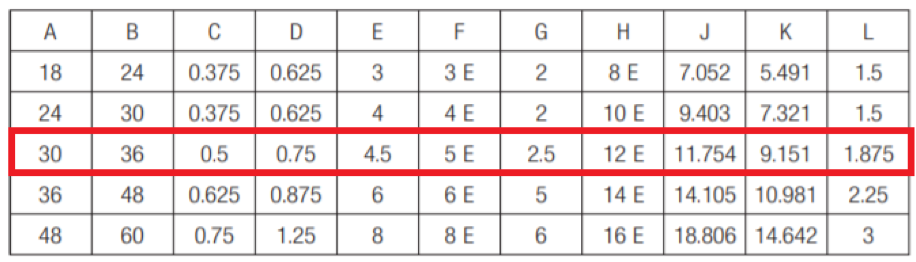 A B C D E F G H J K L
18 24 0.375 0.625 3 3 E 2 8 E 7.052 5.491 1.5
24 30 0.375 0.625 4 4 E 2 10 E 9.403 7.321 1.5
30 36 0.5 0.75 4.5 5 E 2.5 12 E 11.754 9.151 1.875
36 48 0.625 0.875 6 6 E 5 14 E 14.105 10.981 2.25
48 60 0.75 1.25 8 8 E 6 16 E 18.806 14.642 3